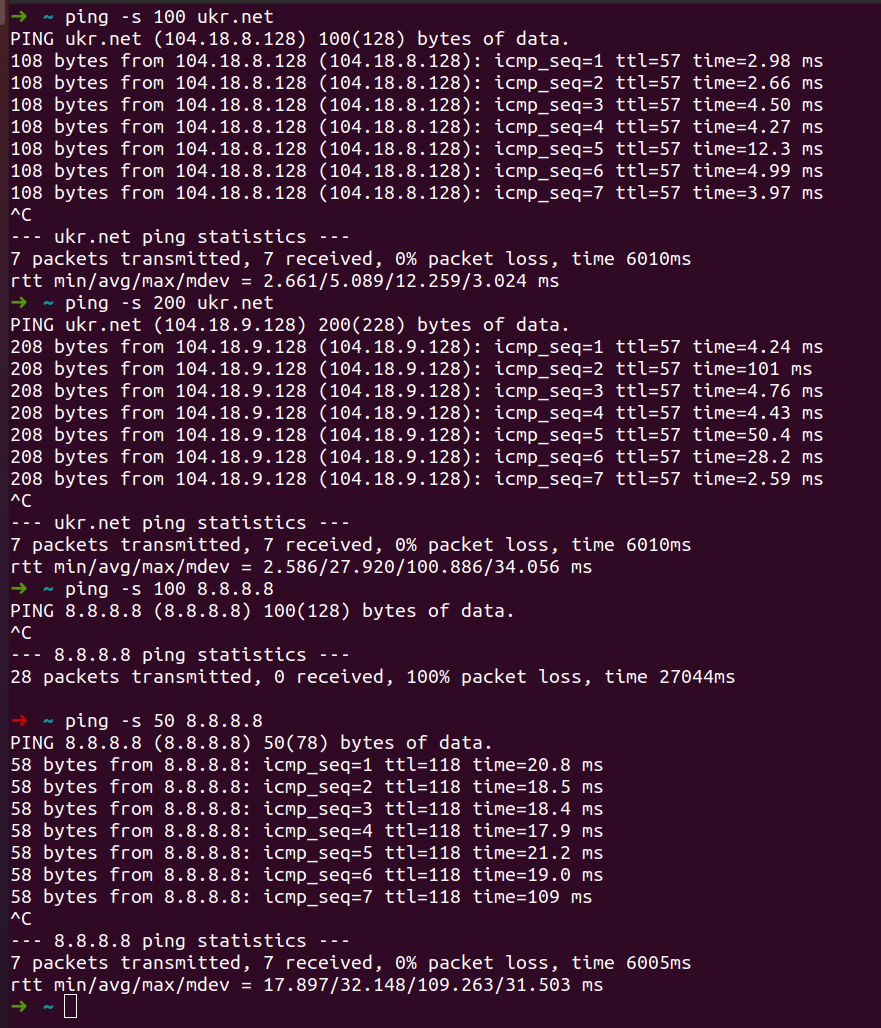 ➜ ~ ping -s 100 ukr.net
PING ukr.net (104.18.8.128) 100(128) bytes of data.
108 bytes from 104.18.8.128 (104.18.8.128): icmp_seq=1 ttl=57 time=2.98 ms
108 bytes from 104.18.8.128 (104.18.8.128): icmp_seq=2 ttl=57 time=2.66 ms
108 bytes from 104.18.8.128 (104.18.8.128): icmp_seq=3 ttl=57 time=4.50 ms
108 bytes from 104.18.8.128 (104.18.8.128): icmp_seq=4 ttl=57 time=4.27 ms
108 bytes from 104.18.8.128 (104.18.8.128): icmp_seq=5 ttl=57 time=12.3 ms
108 bytes from 104.18.8.128 (104.18.8.128): icmp_seq=6 ttl=57 time=4.99 ms
108 bytes from 104.18.8.128 (104.18.8.128): icmp_seq=7 ttl=57 time=3.97 ms
^C
--- ukr.net ping statistics ---
7 packets transmitted, 7 received, 0% packet loss, time 6010ms
rtt min/avg/max/mdev = 2.661/5.089/12.259/3.024 ms
➜ ~ ping -s 200 ukr.net
PING ukr.net (104.18.9.128) 200(228) bytes of data.
208 bytes from 104.18.9.128 (104.18.9.128): icmp_seq=1 ttl=57 time=4.24 ms
208 bytes from 104.18.9.128 (104.18.9.128): icmp_seq=2 ttl=57 time=101 ms
208 bytes from 104.18.9.128 (104.18.9.128): icmp_seq=3 ttl=57 time=4.76 ms
208 bytes from 104.18.9.128 (104.18.9.128): icmp_seq=4 ttl=57 time=4.43 ms
208 bytes from 104.18.9.128 (104.18.9.128): icmp_seq=5 ttl=57 time=50.4 ms
208 bytes from 104.18.9.128 (104.18.9.128): icmp_seq=6 ttl=57 time=28.2 ms
208 bytes from 104.18.9.128 (104.18.9.128): icmp_seq=7 ttl=57 time=2.59 ms
^C
--- ukr.net ping statistics ---
7 packets transmitted, 7 received, 0% packet loss, time 6010ms
rtt min/avg/max/mdev = 2.586/27.920/100.886/34.056 ms
➜ ~ ping -s 100 8.8.8.8
PING 8.8.8.8 (8.8.8.8) 100(128) bytes of data.
^C
--- 8.8.8.8 ping statistics ---
28 packets transmitted, 0 received, 100% packet loss, time 27044ms
➜ ~ ping -s 50 8.8.8.8
PING 8.8.8.8 (8.8.8.8) 50(78) bytes of data.
58 bytes from 8.8.8.8: icmp_seq=1 ttl=118 time=20.8 ms
58 bytes from 8.8.8.8: icmp_seq=2 ttl=118 time=18.5 ms
58 bytes from 8.8.8.8: icmp_seq=3 ttl=118 time=18.4 ms
58 bytes from 8.8.8.8: icmp_seq=4 ttl=118 time=17.9 ms
58 bytes from 8.8.8.8: icmp_seq=5 ttl=118 time=21.2 ms
58 bytes from 8.8.8.8: icmp_seq=6 ttl=118 time=19.0 ms
58 bytes from 8.8.8.8: icmp_seq=7 ttl=118 time=109 ms
^C
--- 8.8.8.8 ping statistics ---
7 packets transmitted, 7 received, 0% packet loss, time 6005ms
rtt min/avg/max/mdev = 17.897/32.148/109.263/31.503 ms
➜ ~